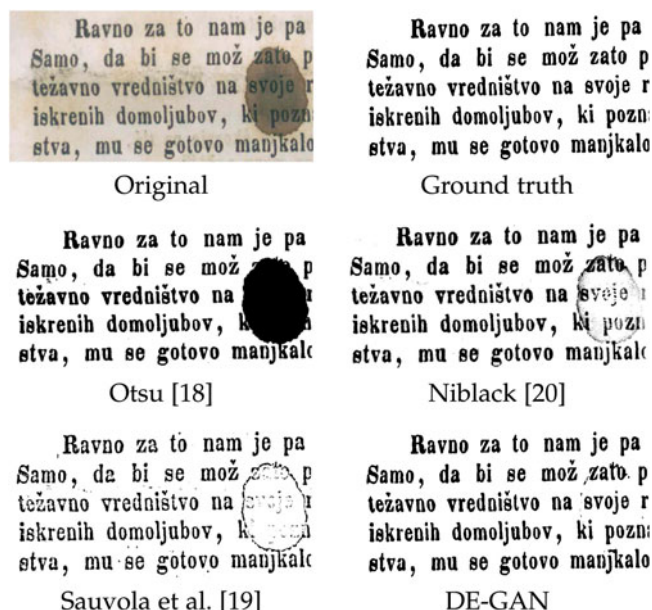 Ravno za to nam je pa
Samo, da bi se mož zato p
težavno vredništvo na svoje r
iskrenih domoljubov, ki pozn
stva, mu se gotovo manjkalo
Original
Ravno za to nam je pa
Samo, da bi se mož zato p
težavno vredništvo na svoje r
iskrenih domoljubov, ki pozn
stva, mu se gotovo manjkalo
Ground truth
Ravno za to nam je pa
Samo, da bi se mož p
težavno vredništvo na
iskrenih domoljubov,
stva, mu se gotovo manjkalo
Otsu [18]
Ravno za to nam je pa
Samo, da bi se mož zato p
težavno vredništvo na svoje
iskrenih domoljubov, ki pozn
stva, mu se gotovo manjkalo
Niblack [20]
Ravno za to nam je pa
Samo, da bi se mož p
težavno vredništvo na
iskrenih domoljubov,
stva, mu se gotovo manjkalo
Sauvola et al. [19]
Ravno za to nam je pa
Samo, da bi se mož zato p
težavno vredništvo na svoje r
iskrenih domoljubov, ki pozn
stva, mu se gotovo manjkalo
DE-GAN